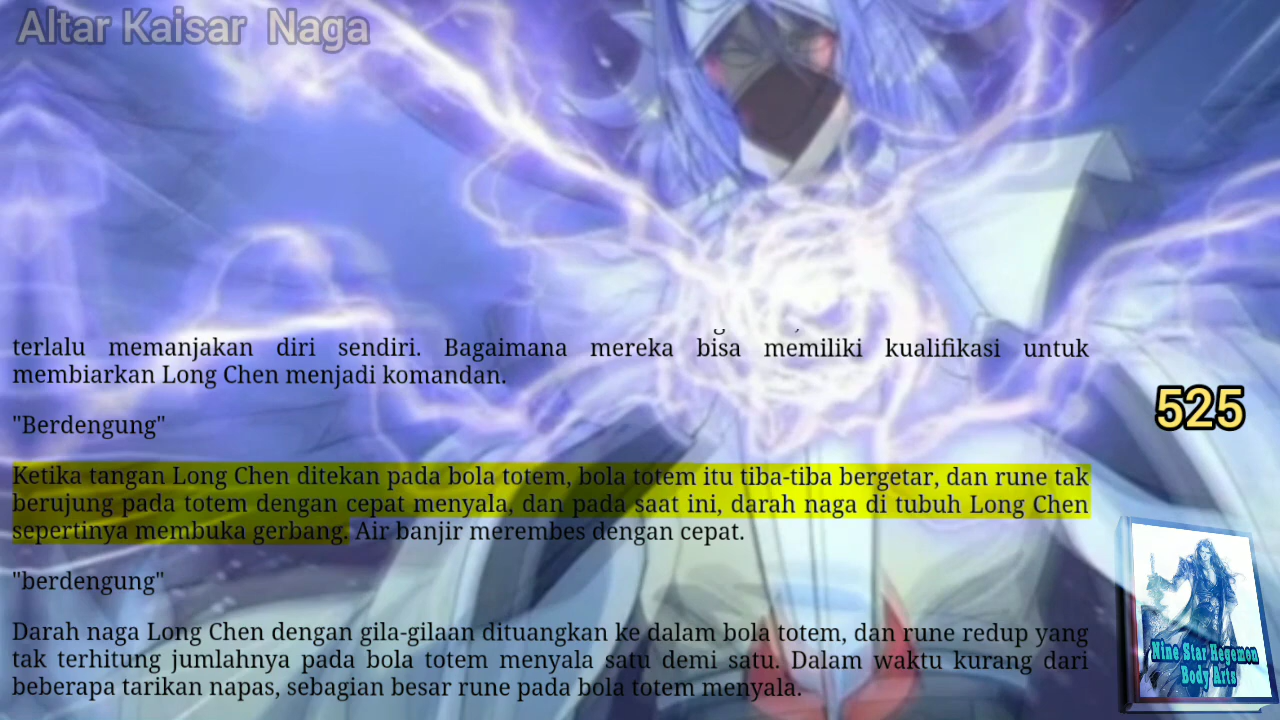 Altar Kaisar Naga
terlalu memanjakan diri sendiri. Bagaimana mereka bisa memiliki kualifikasi untuk
membiarkan Long Chen menjadi komandan.
"Berdengung"
525
Ketika tangan Long Chen ditekan pada bola totem, bola totem itu tiba-tiba bergetar, dan rune tak
berujung pada totem dengan cepat menyala, dan pada saat ini, darah naga di tubuh Long Chen
sepertinya membuka gerbang. Air banjir merembes dengan cepat.
"berdengung"
Darah naga Long Chen dengan gila-gilaan dituangkan ke dalam bola totem, dan rune redup yang
tak terhitung jumlahnya pada bola totem menyala satu demi satu. Dalam waktu kurang dari
beberapa tarikan napas, sebagian besar rune pada bola totem menyala.
Nine Star Hegemon
Body Arts